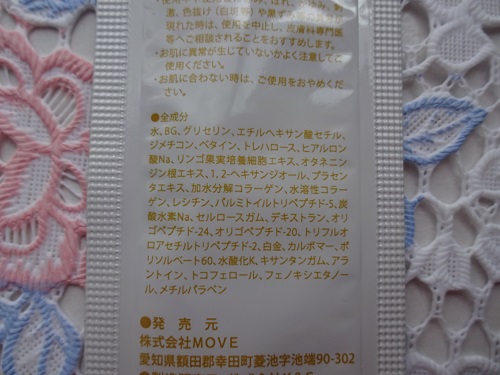 激、色抜け（白斑等）や黒ずみ
現れた時は、使用を中止し、皮膚科専門医
等へご相談されることをおすすめします。
・お肌に異常が生じていないかよく注意してご
使用ください。
・お肌に合わない時は、ご使用をおやめくだ
さい。
●全成分
水、BG、グリセリン、エチルヘキサン酸セチル、
ジメチコン、ベタイン、トレハロース、ヒアルロン
酸Na、リンゴ果実培養細胞エキス、オタネニン
ジン根エキス、1、2-ヘキサンジオール、プラセン
タエキス、加水分解コラーゲン、水溶性コラー
ゲン、レシチン、パルミトイルトリペプチド-5、炭
酸水素Na、セルロースガム、デキストラン、オリ
ゴペプチド-24、オリゴペプチド-20、トリフルオ
ロアセチルトリペプチド-2、白金、カルボマー、ポ
リソルベート60、水酸化K、キサンタンガム、アラ
ントイン、トコフェロール、フェノキシエタノー
ル、メチルパラベン
●発売元
株式会社MOVE
愛知県額田郡幸田町菱池字池端90-302